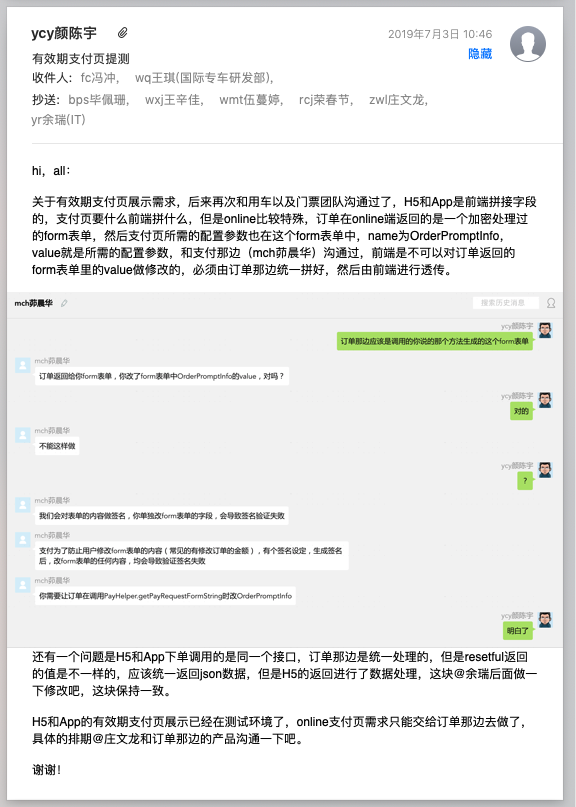 ycy颜陈宇
2019年7月3日 10:46
有效期支付页提测
隐藏
收件人：fc冯冲， wq王琪(国际专车研发部)，
抄送：bps毕佩珊， wxj王辛佳， wmt伍蔓婷， rcj荣春节， zwl庄文龙，
yr余瑞(IT)
hi，all：
关于有效期支付页展示需求，后来再次和用车以及门票团队沟通过了，H5和App是前端拼接字段
的，支付页要什么前端拼什么，但是online比较特殊，订单在online端返回的是一个加密处理过
的form表单，然后支付页所需的配置参数也在这个form表单中，name为OrderPromptInfo，
value就是所需的配置参数，和支付那边（mch茆晨华）沟通过，前端是不可以对订单返回的
form表单里的value做修改的，必须由订单那边统一拼好，然后由前端进行透传。
mch茆晨华
搜索历史消息
ycy颜陈宇
订单那边应该是调用的你说的那个方法生成的这个form表单
mch茆晨华
订单返回给你form表单，你改了form表单中OrderPromptInfo的value，对吗？
ycy颜陈宇
对的
mch茆晨华
不能这样做
ycy颜陈宇
？
mch茆晨华
我们会对表单的内容做签名，你单独改form表单的字段，会导致签名验证失败
mch茆晨华
支付为了防止用户修改form表单的内容（常见的有修改订单的金额），有个签名设定，生成签名
后，改form表单的任何内容，均会导致验证签名失败
mch茆晨华
你需要让订单在调用PayHelper.getPayRequestFormString时改OrderPromptInfo
ycy颜陈宇
明白了
还有一个问题是H5和App下单调用的是同一个接口，订单那边是统一处理的，但是resetful返回
的值是不一样的，应该统一返回json数据，但是H5的返回进行了数据处理，这块@余瑞后面做一
下修改吧，这块保持一致。
H5和App的有效期支付页展示已经在测试环境了，online支付页需求只能交给订单那边去做了，
具体的排期@庄文龙和订单那边的产品沟通一下吧。
谢谢！